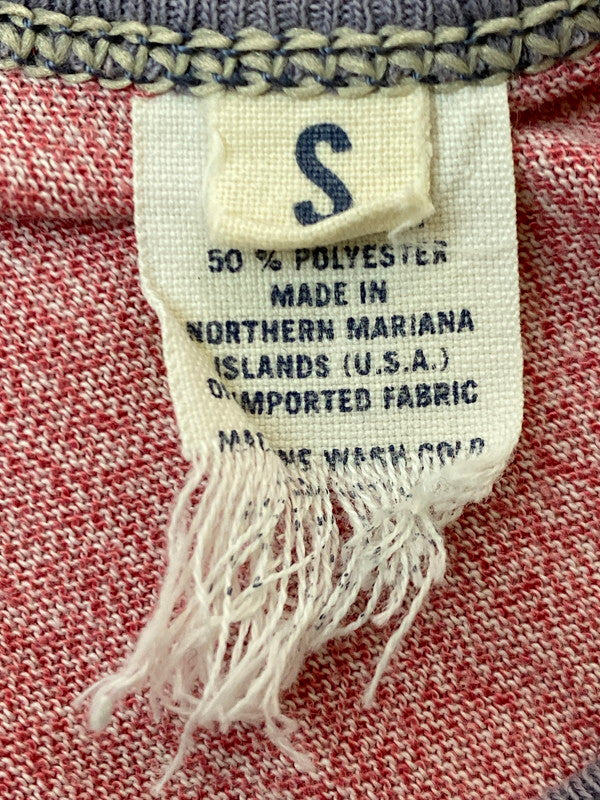 S
50 % POLYESTER
MADE IN
NORTHERN MARIANA
ISLANDS (U.S.A.)
IMPORTED FABRIC
WASH COLD